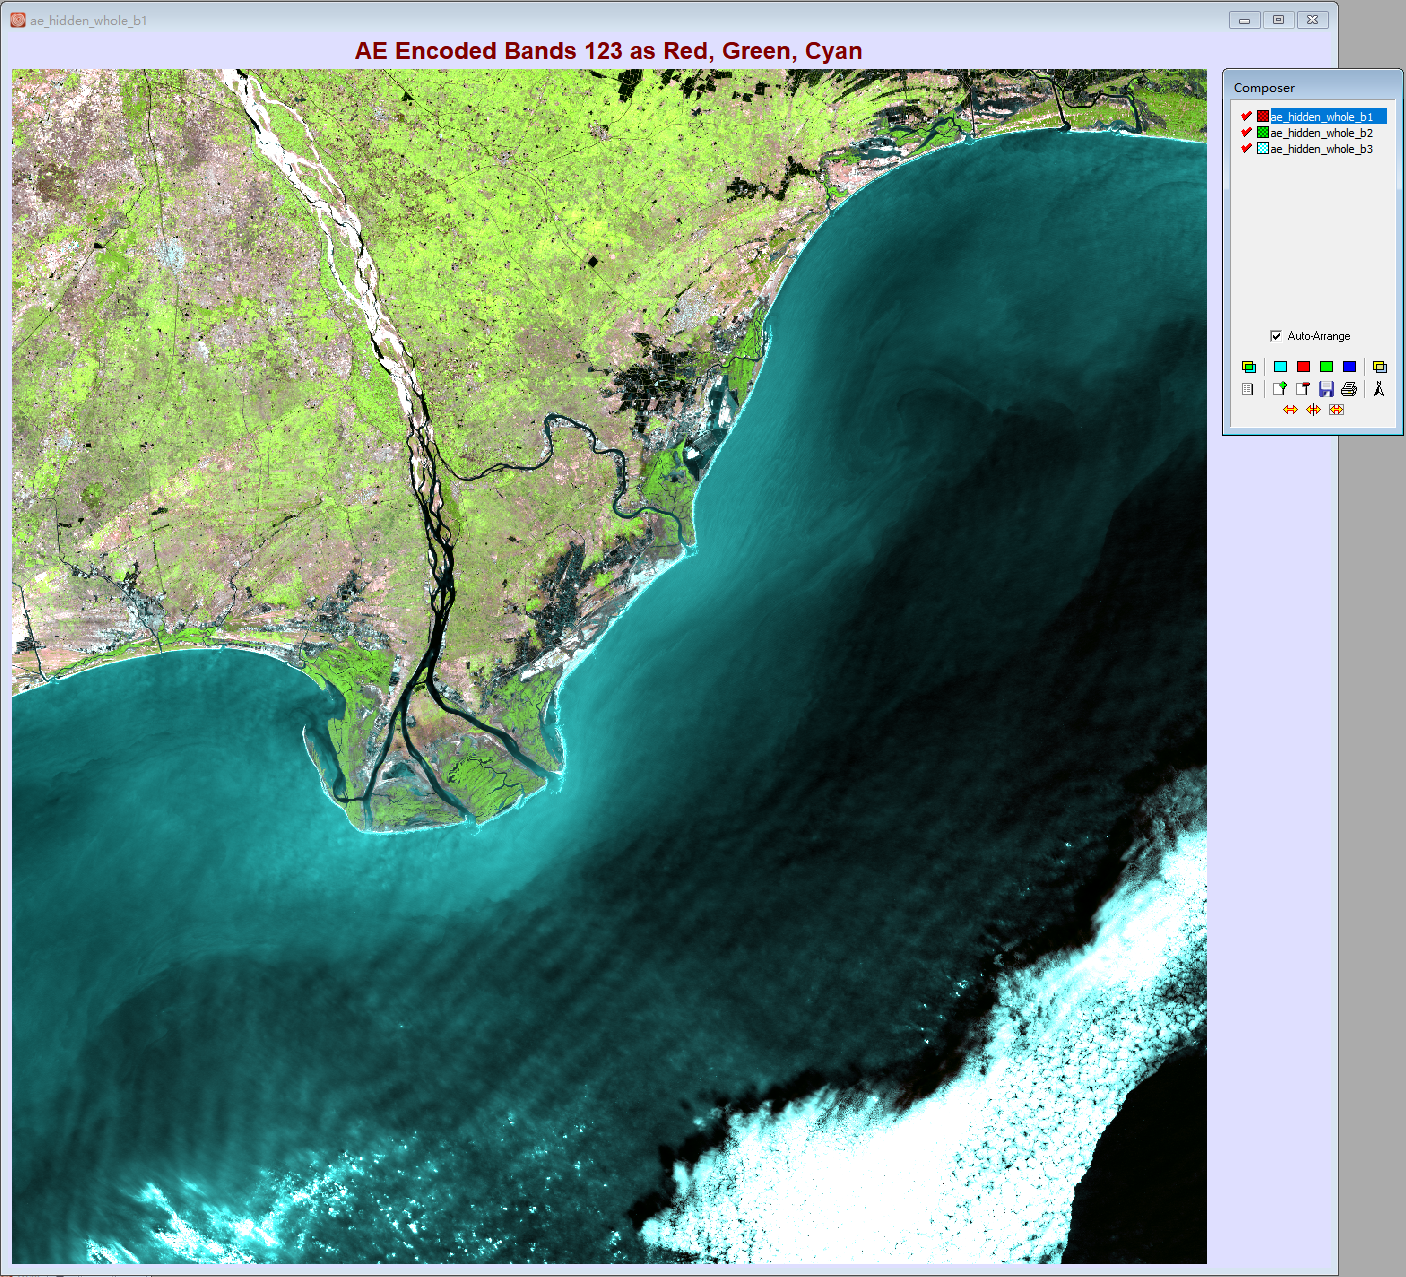 ae_hidden_whole_b1
AE Encoded Bands 123 as Red, Green, Cyan
Composer
ae_hidden_whole_b1
ae_hidden_whole_b2
ae_hidden_whole_b3
Auto-Arrange